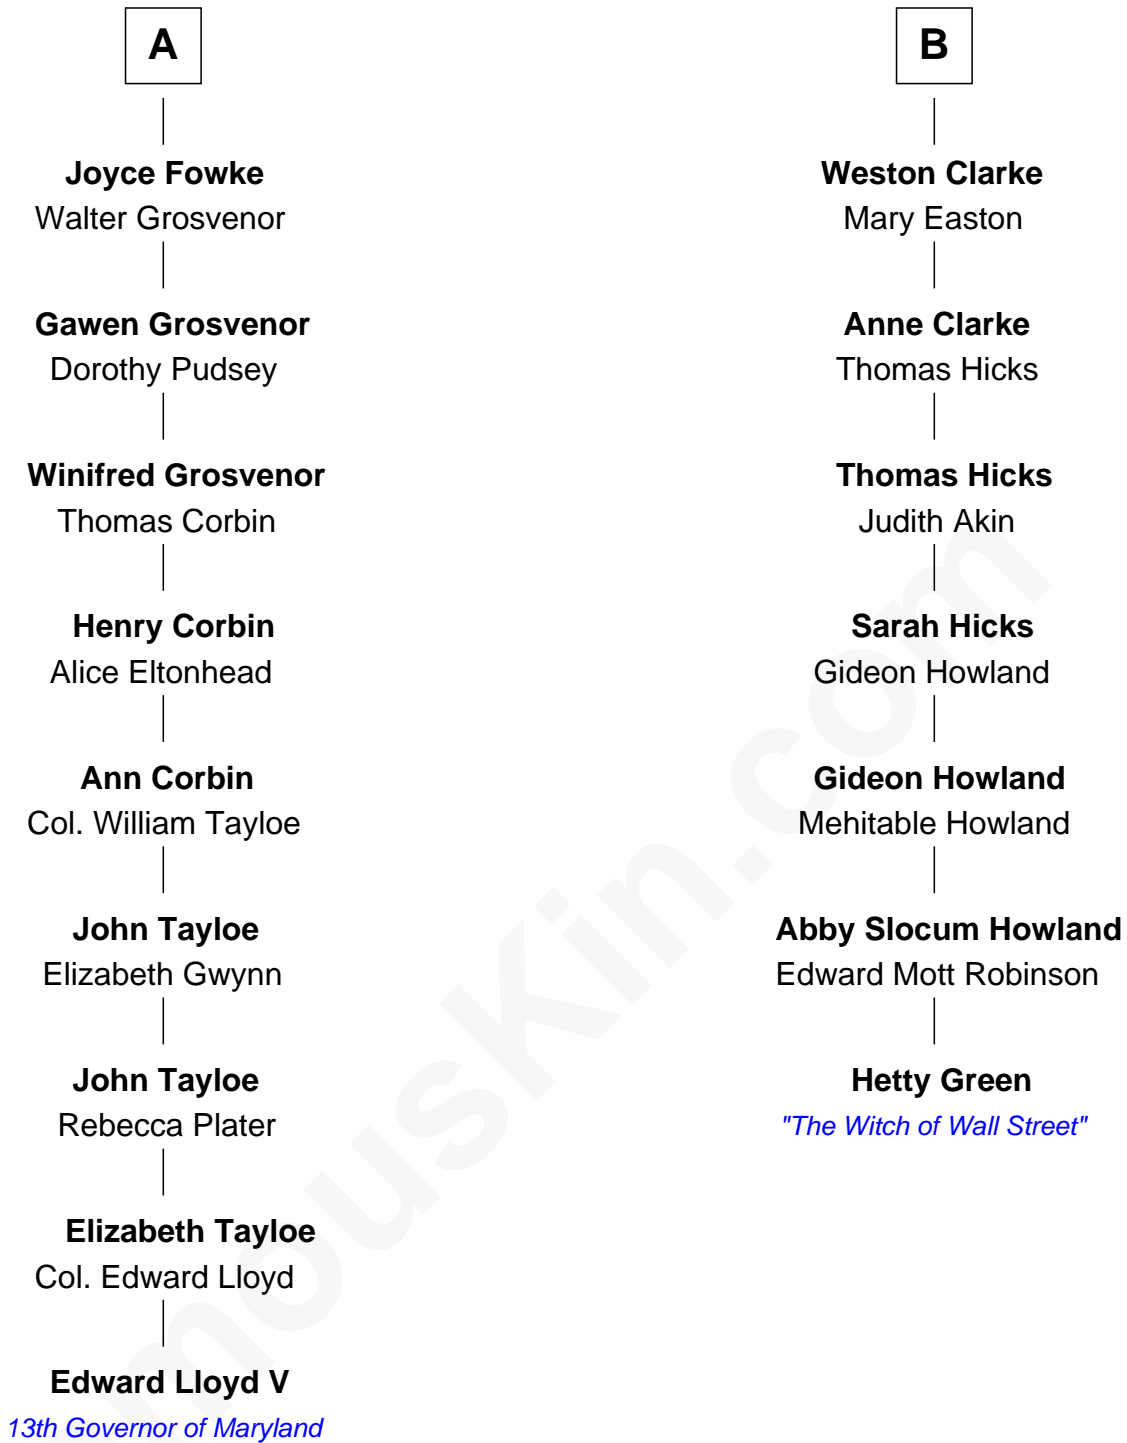 A
Joyce Fowke
Walter Grosvenor
Gawen Grosvenor
Dorothy Pudsey
Winifred Grosvenor
Thomas Corbin
Henry Corbin
Alice Eltonhead
Ann Corbin
Col. William Tayloe
John Tayloe
Elizabeth Gwynn
John Tayloe
Rebecca Plater
Elizabeth Tayloe
Col. Edward Lloyd
Edward Lloyd V
13th Governor of Maryland
B
Weston Clarke
Mary Easton
Anne Clarke
Thomas Hicks
Thomas Hicks
Judith Akin
Sarah Hicks
Gideon Howland
Gideon Howland
Mehitable Howland
Abby Slocum Howland
Edward Mott Robinson
Hetty Green
"The Witch of Wall Street"
mouskin.com